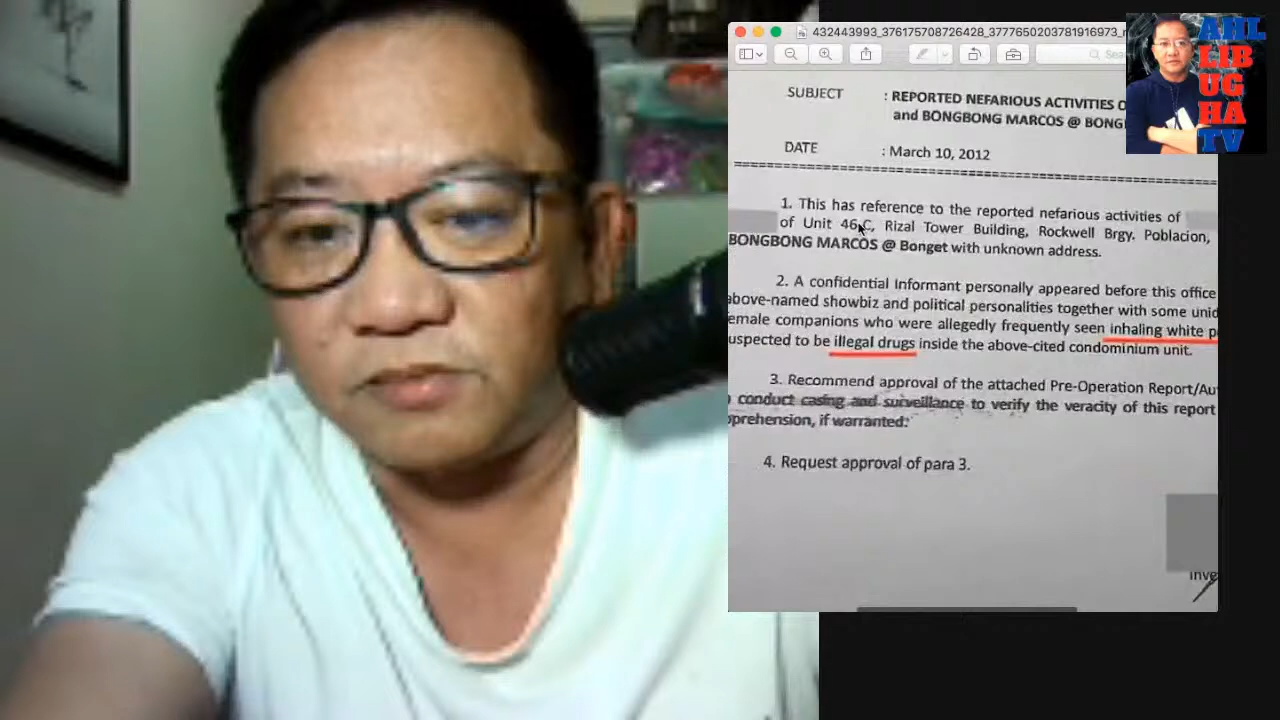 432443993_376175708726428_3777650203781916973_
AHL
LIB
UG
HA
TV
SUBJECT : REPORTED NEFARIOUS ACTIVITIES
and BONGBONG MARCOS @ BONG
DATE : March 10, 2012
1. This has reference to the reported nefarious activities of
of Unit 46-C, Rizal Tower Building, Rockwell Brgy. Poblacion,
BONGBONG MARCOS @ Bonget with unknown address.
2. A confidential Informant personally appeared before this office
above-named showbiz and political personalities together with some unid
emale companions who were allegedly frequently seen inhaling white p
uspected to be illegal drugs inside the above-cited condominium unit.
3. Recommend approval of the attached Pre-Operation Report/Au
conduct casing and surveillance to verify the veracity of this report
prehension, if warranted.
4. Request approval of para 3.
Inve